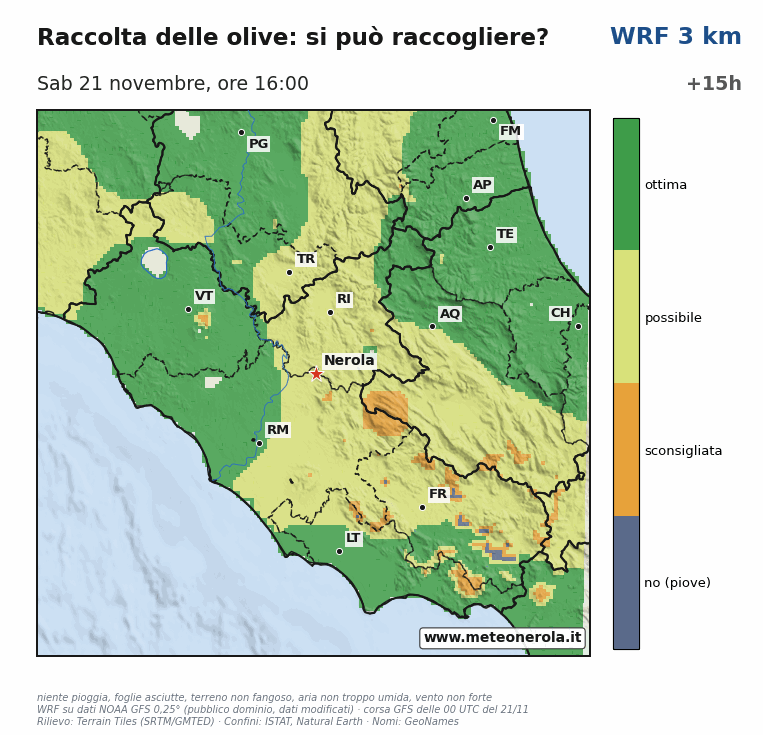 Raccolta delle olive: si può raccogliere?
WRF 3 km
Sab 21 novembre, ore 16:00
+15h
FM
PG
AP
TE
TR
VT
RI
AQ
CH
Nerola
RM
FR
LT
www.meteonerola.it
ottima
possibile
sconsigliata
no (piove)
niente pioggia, foglie asciutte, terreno non fangoso, aria non troppo umida, vento non forte
WRF su dati NOAA GFS 0,25° (pubblico dominio, dati modificati) · corsa GFS delle 00 UTC del 21/11
Rilievo: Terrain Tiles (SRTM/GMTED) · Confini: ISTAT, Natural Earth · Nomi: GeoNames